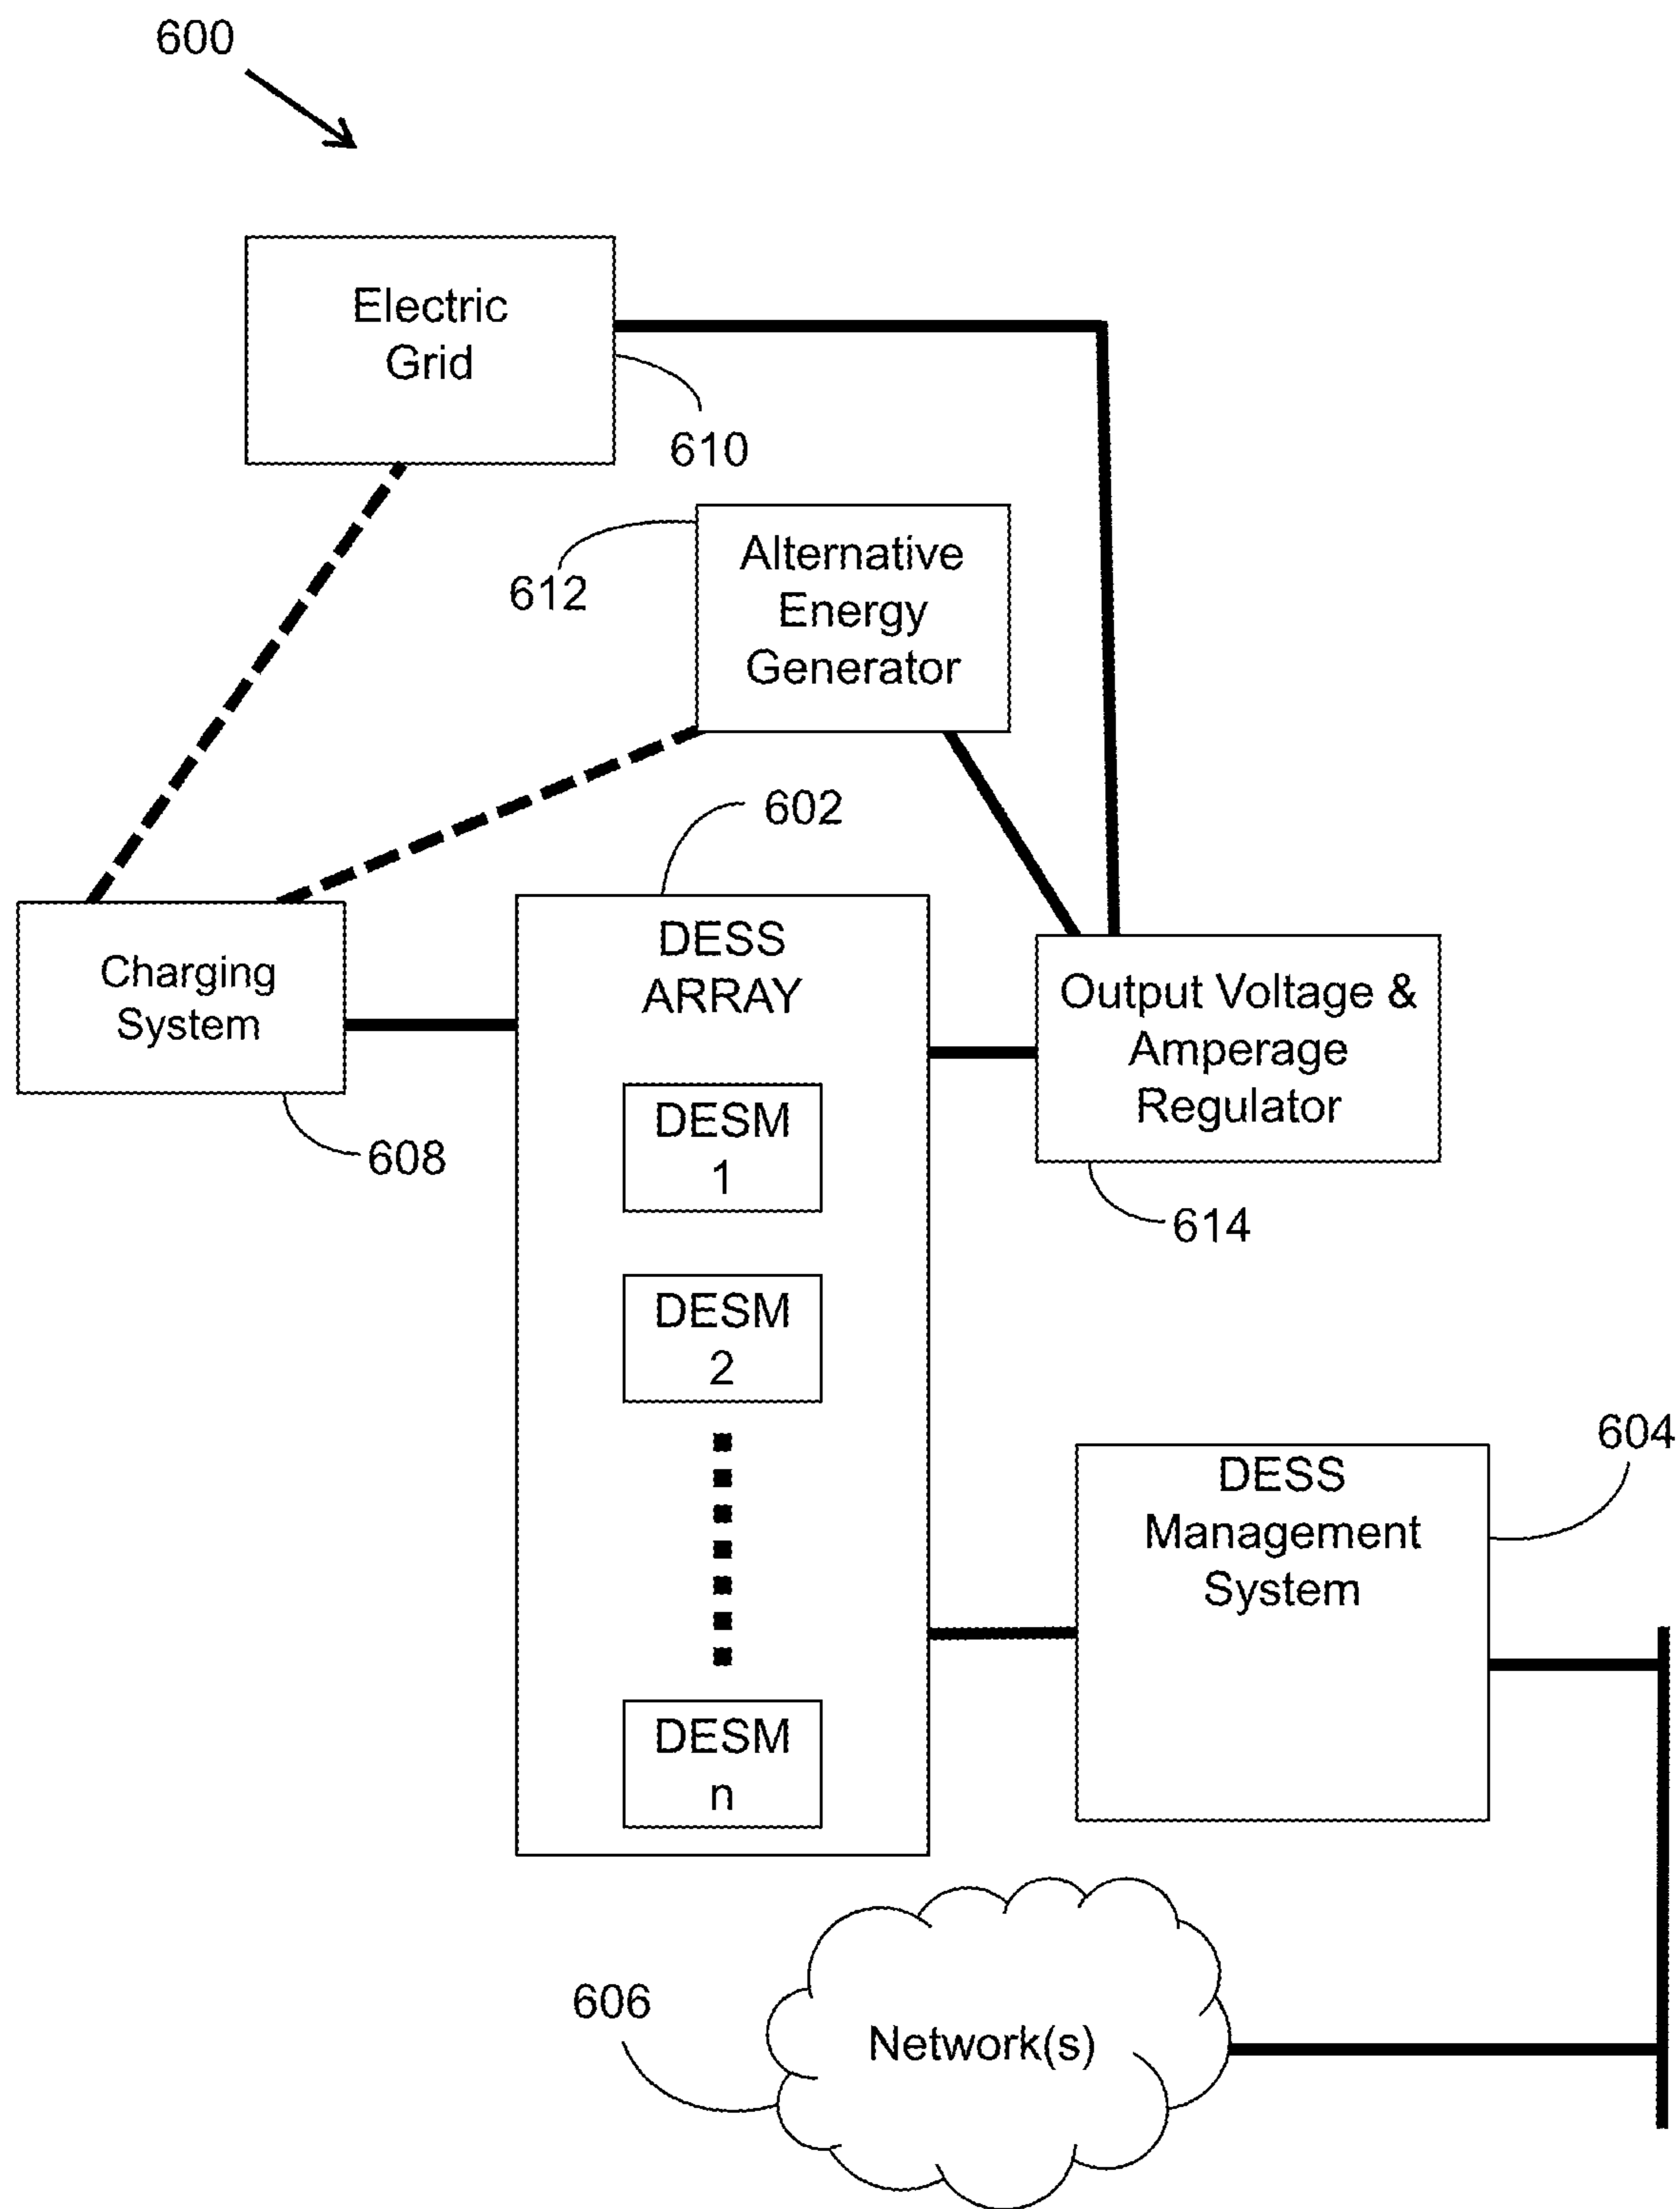 600
Electric
Grid
610
Alternative
Energy
Generator
612
602
DESS
ARRAY
Charging
System
608
Output Voltage &
Amperage
Regulator
614
DESM
1
DESM
2
DESM
n
604
DESS
Management
System
606
Network(s)